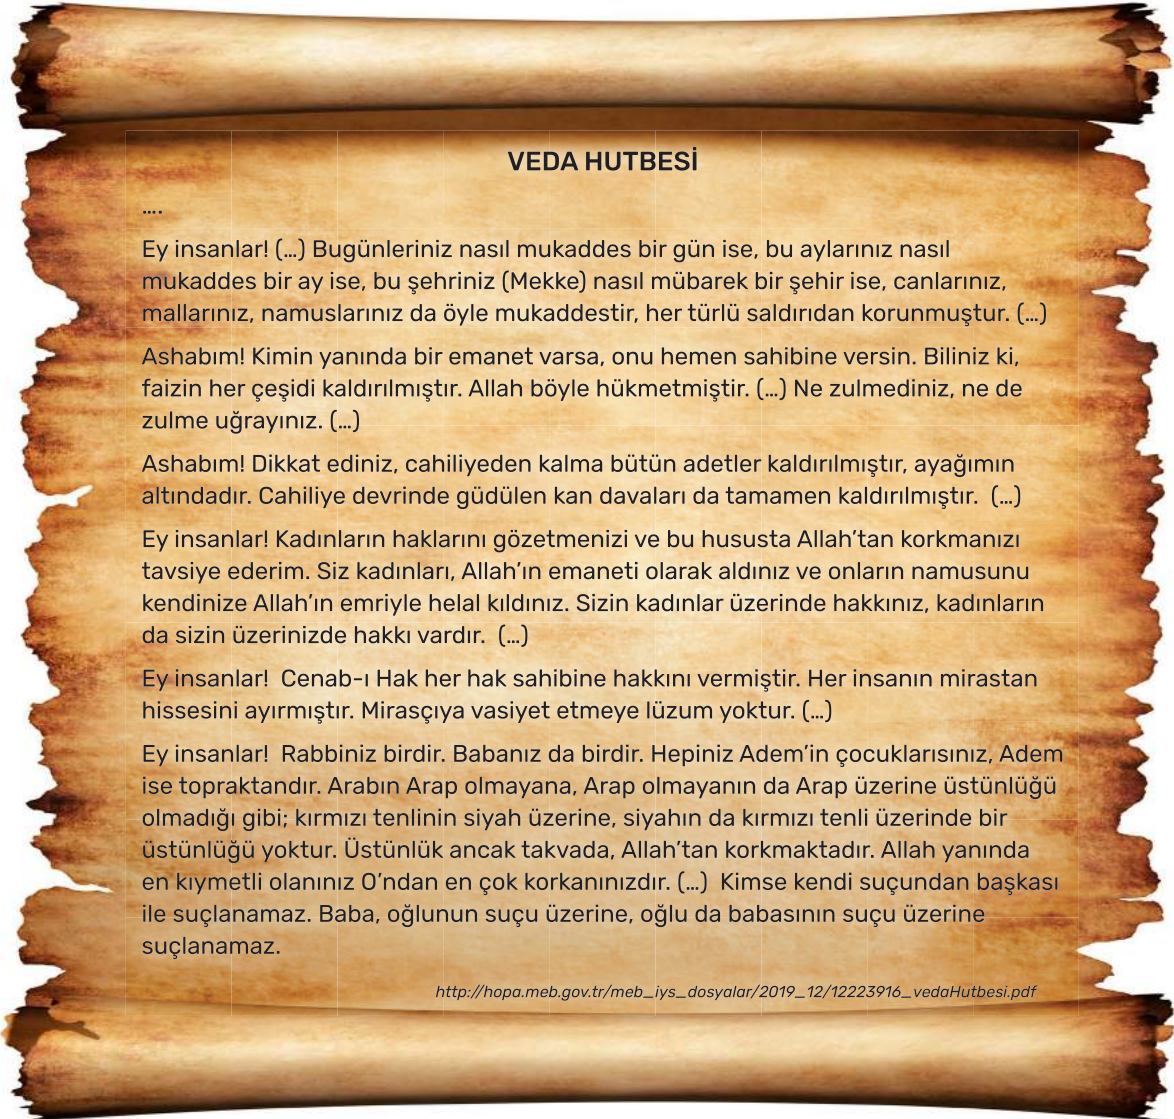 VEDA HUTBESİ
....
Ey insanlar! (...) Bugünleriniz nasıl mukaddes bir gün ise, bu aylarınız nasıl
mukaddes bir ay ise, bu şehriniz (Mekke) nasıl mübarek bir şehir ise, canlarınız,
mallarınız, namuslarınız da öyle mukaddestir, her türlü saldırıdan korunmuştur. (...)
Ashabım! Kimin yanında bir emanet varsa, onu hemen sahibine versin. Biliniz ki,
faizin her çeşidi kaldırılmıştır. Allah böyle hükmetmiştir. (...) Ne zulmediniz, ne de
zulme uğrayınız. (...)
Ashabım! Dikkat ediniz, cahiliyeden kalma bütün adetler kaldırılmıştır, ayağımın
altındadır. Cahiliye devrinde güdülen kan davaları da tamamen kaldırılmıştır.  (...)
Ey insanlar! Kadınların haklarını gözetmenizi ve bu hususta Allah’tan korkmanızı
tavsiye ederim. Siz kadınları, Allah’ın emaneti olarak aldınız ve onların namusunu
kendinize Allah’ın emriyle helal kıldınız. Sizin kadınlar üzerinde hakkınız, kadınların
da sizin üzerinizde hakkı vardır.  (...)
Ey insanlar!  Cenab-ı Hak her hak sahibine hakkını vermiştir. Her insanın mirastan
hissesini ayırmıştır. Mirasçıya vasiyet etmeye lüzum yoktur. (...)
Ey insanlar!  Rabbiniz birdir. Babanız da birdir. Hepiniz Adem’in çocuklarısınız, Adem
ise topraktandır. Arabın Arap olmayana, Arap olmayanın da Arap üzerine üstünlüğü
olmadığı gibi; kırmızı tenlinin siyah üzerine, siyahın da kırmızı tenli üzerinde bir
üstünlüğü yoktur. Üstünlük ancak takvada, Allah’tan korkmaktadır. Allah yanında
en kıymetli olanınız O’ndan en çok korkanınızdır. (...)  Kimse kendi suçundan başkası
ile suçlanamaz. Baba, oğlunun suçu üzerine, oğlu da babasının suçu üzerine
suçlanamaz.
http://hopa.meb.gov.tr/meb_iys_dosyalar/2019_12/12223916_vedaHutbesi.pdf